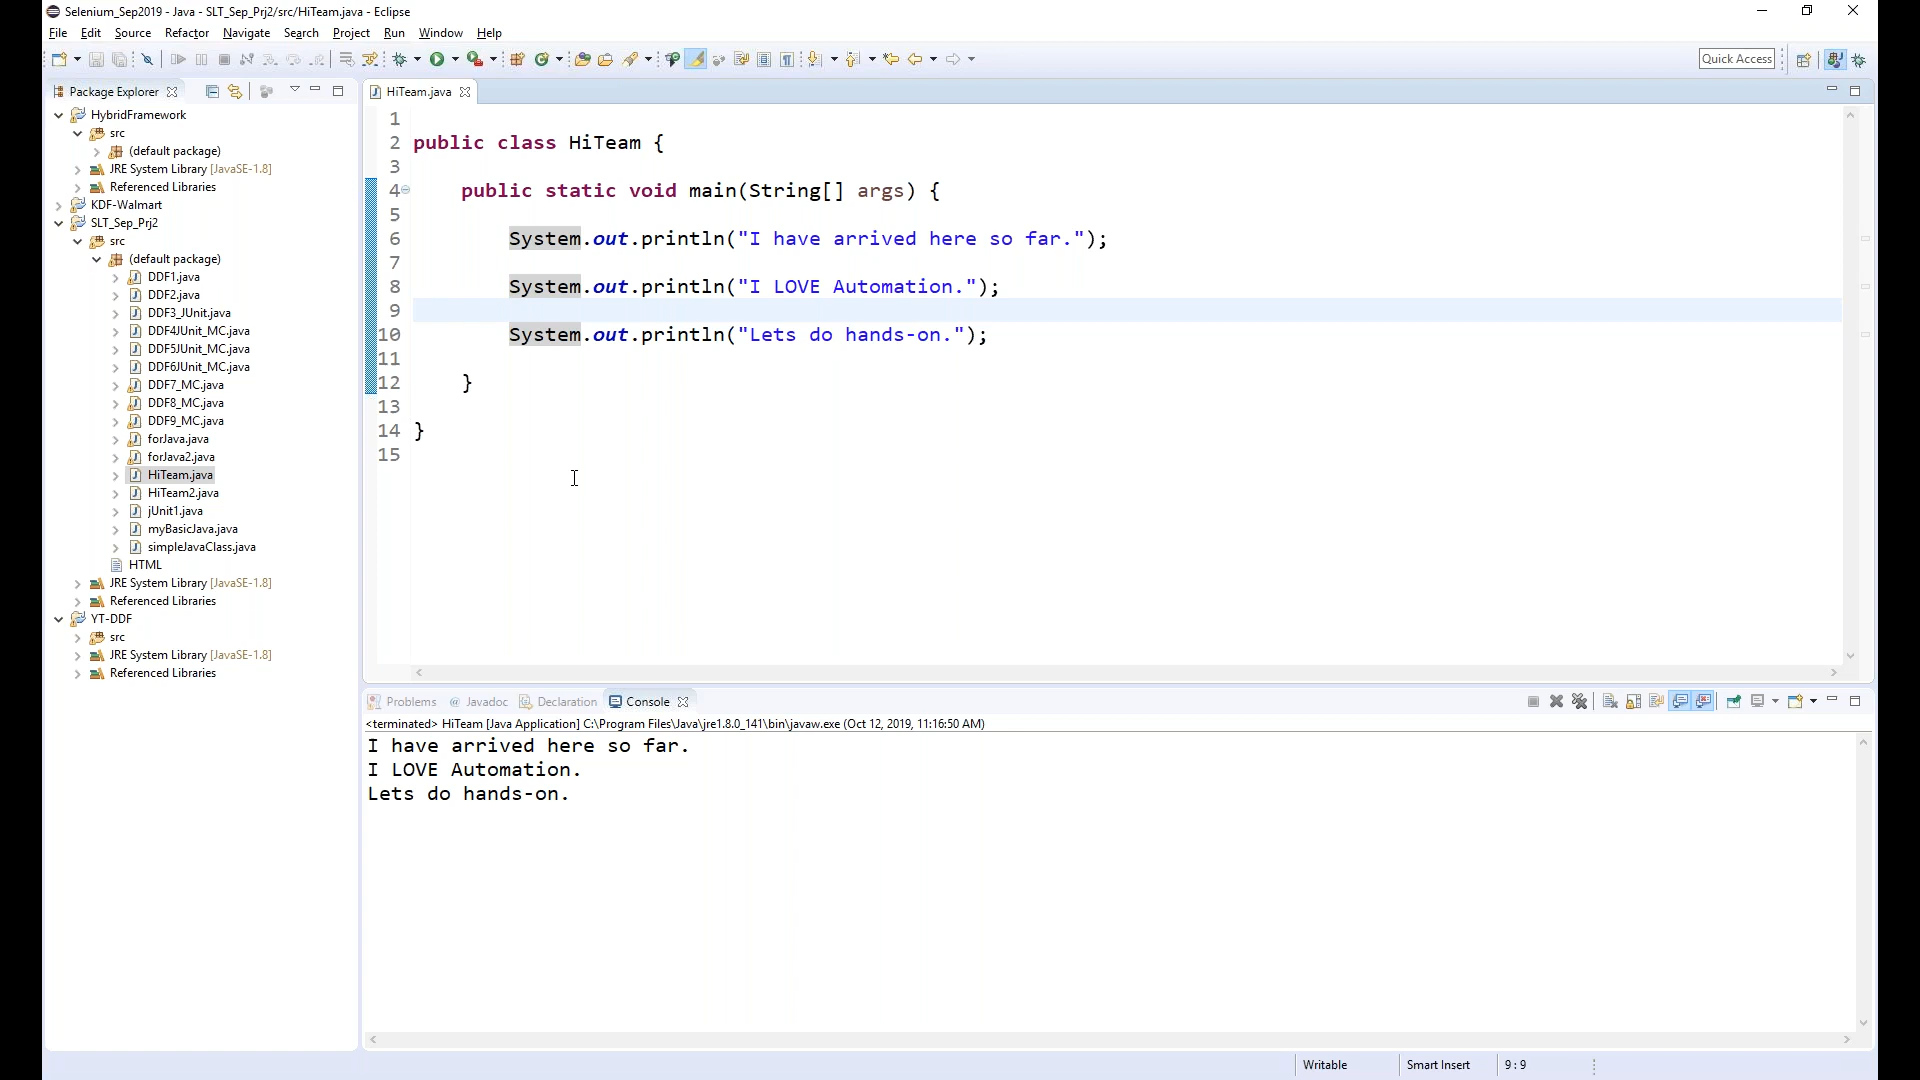 Selenium_Sep2019 - Java - SLT_Sep_Prj2/src/HiTeam.java - Eclipse
File Edit Source Refactor Navigate Search Project Run Window Help
Quick Access
Package Explorer
HybridFramework
src
(default package)
JRE System Library [JavaSE-1.8]
Referenced Libraries
KDF-Walmart
SLT_Sep_Prj2
src
(default package)
DDF1.java
DDF2.java
DDF3_JUnit.java
DDF4JUnit_MC.java
DDF5JUnit_MC.java
DDF6JUnit_MC.java
DDF7_MC.java
DDF8_MC.java
DDF9_MC.java
forJava.java
forJava2.java
HiTeam.java
HiTeam2.java
jUnit1.java
myBasicJava.java
simpleJavaClass.java
HTML
JRE System Library [JavaSE-1.8]
Referenced Libraries
YT-DDF
src
JRE System Library [JavaSE-1.8]
Referenced Libraries
HiTeam.java
1
2 public class HiTeam {
3
4 public static void main(String[] args) {
5
6 System.out.println("I have arrived here so far.");
7
8 System.out.println("I LOVE Automation.");
9
10 System.out.println("Lets do hands-on.");
11
12 }
13
14 }
15
Problems @ Javadoc Declaration Console
<terminated> HiTeam [Java Application] C:\Program Files\Java\jre1.8.0_141\bin\javaw.exe (Oct 12, 2019, 11:16:50 AM)
I have arrived here so far.
I LOVE Automation.
Lets do hands-on.
Writable Smart Insert 9 : 9